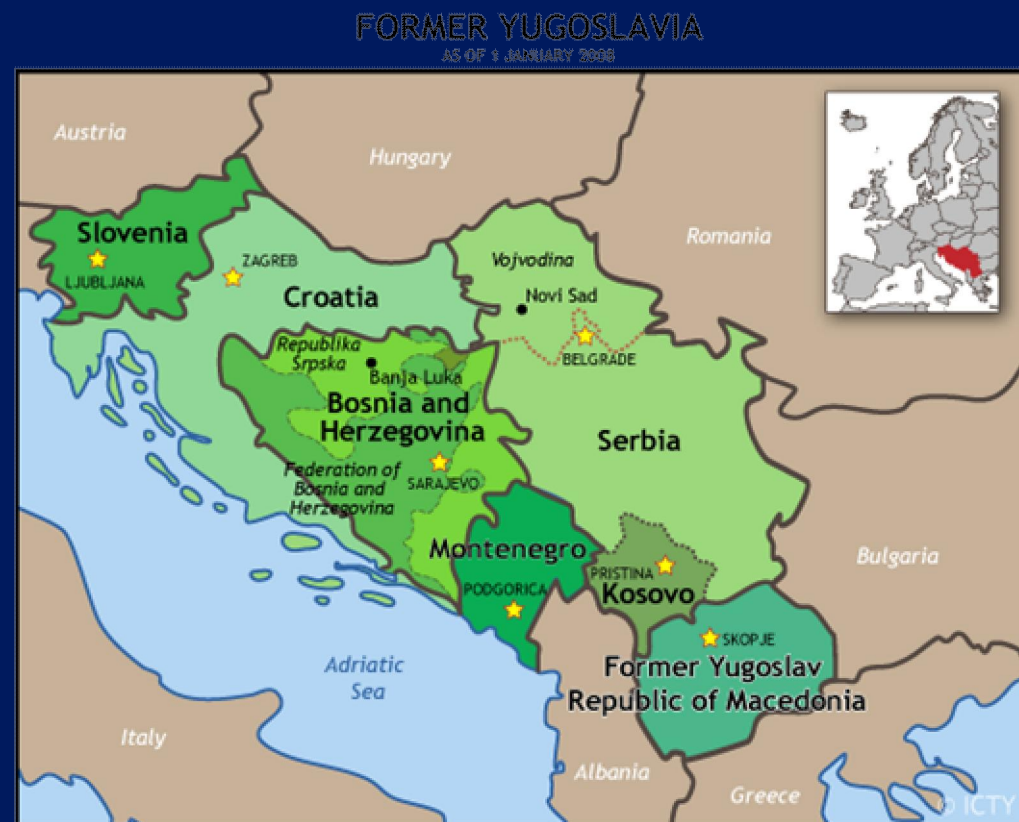 FORMER YUGOSLAVIA
AS OF 1 JANUARY 2008
Austria
Hungary
Slovenia
LJUBLJANA
ZAGREB
Croatia
Vojvodina
Novi Sad
BELGRADE
Romania
Republika
Srpska
Banja Luka
Bosnia and
Herzegovina
Serbia
Federation of
Bosnia and
Herzegovina
SARAJEVO
Montenegro
PODGORICA
PRISTINA
Kosovo
Bulgaria
SKOPJE
Former Yugoslav
Republic of Macedonia
Adriatic
Sea
Italy
Albania
Greece
© ICTY